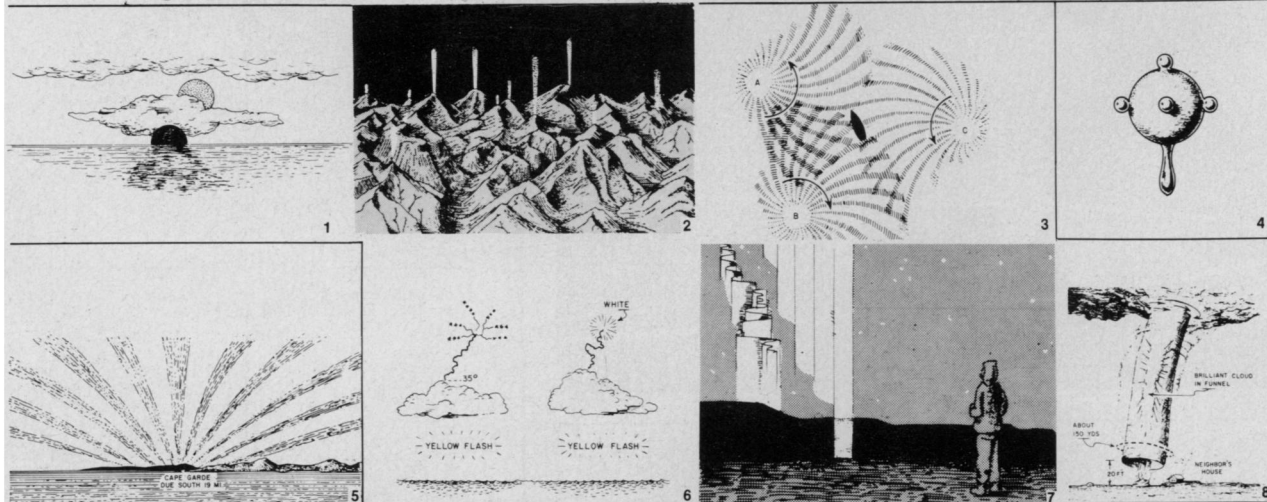 1
2
A
B
C
3
4
CAPE GARDE
DUE SOUTH 19 MI.
5
35°
WHITE
YELLOW FLASH
YELLOW FLASH
6
7
BRILLIANT CLOUD
IN FUNNEL
ABOUT
150 YDS
20 FT
NEIGHBOR'S
HOUSE
8